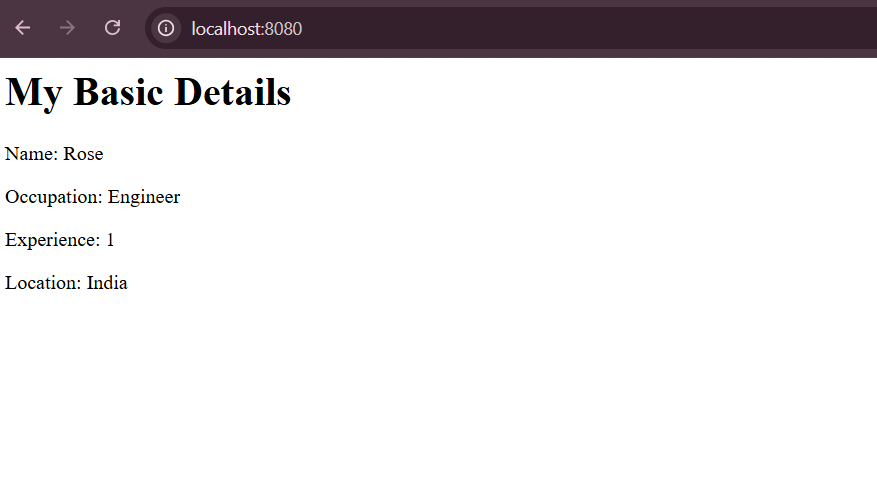 localhost:8080
My Basic Details
Name: Rose
Occupation: Engineer
Experience: 1
Location: India